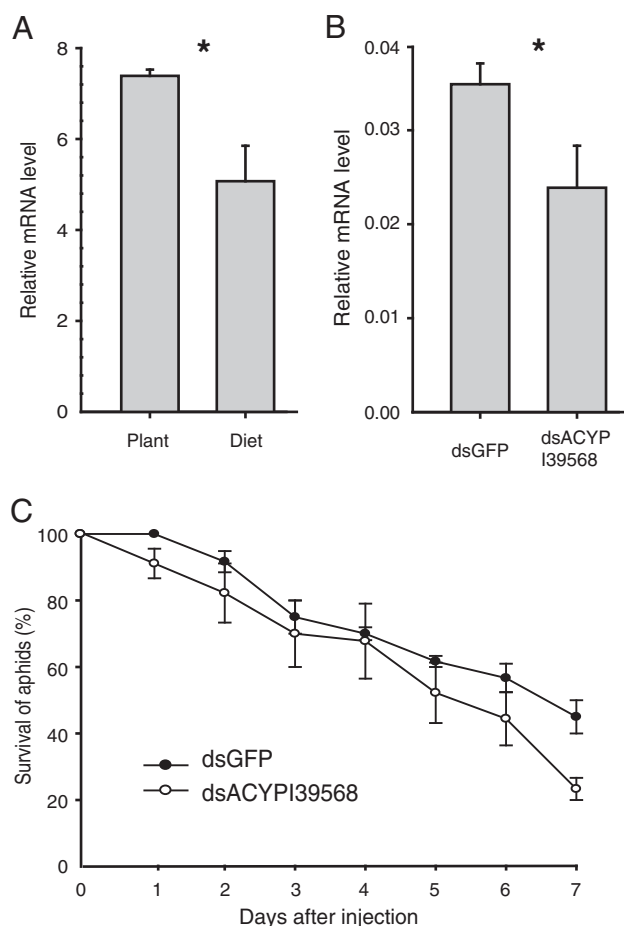 A
B
*
*
8
6
4
2
0
Relative mRNA level
Plant
Diet
0.04
0.03
0.02
0.01
0.00
Relative mRNA level
dsGFP
dsACYP
I39568
C
100
80
60
40
20
0
Survival of aphids (%)
dsGFP
dsACYPI39568
0 1 2 3 4 5 6 7
Days after injection